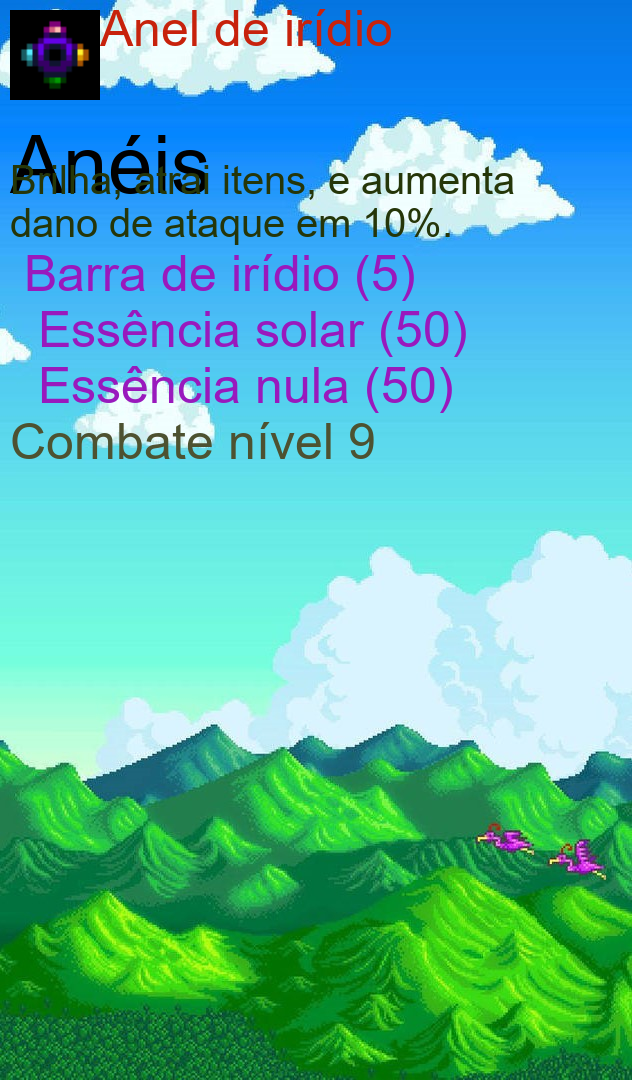 Anel de irídio
Anéis
Brilha, atrai itens, e aumenta
dano de ataque em 10%.
Barra de irídio (5)
Essência solar (50)
Essência nula (50)
Combate nível 9